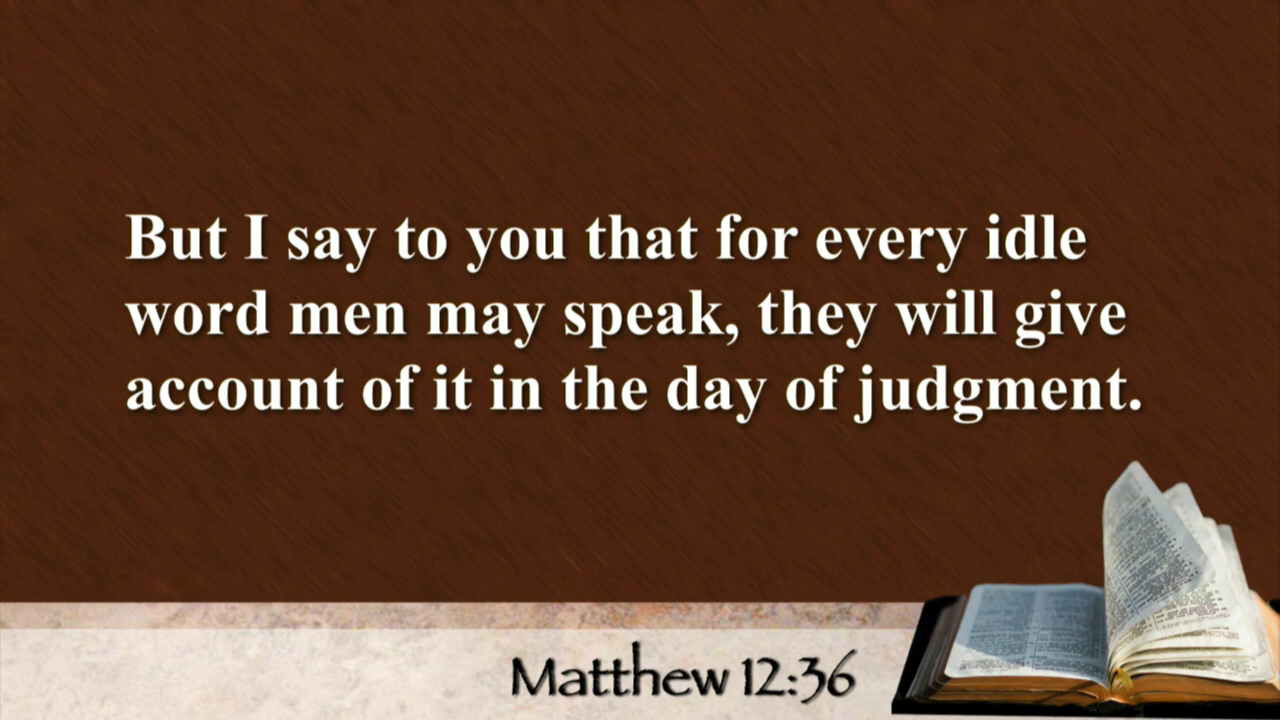 But I say to you that for every idle
word men may speak, they will give
account of it in the day of judgment.
Matthew 12:36